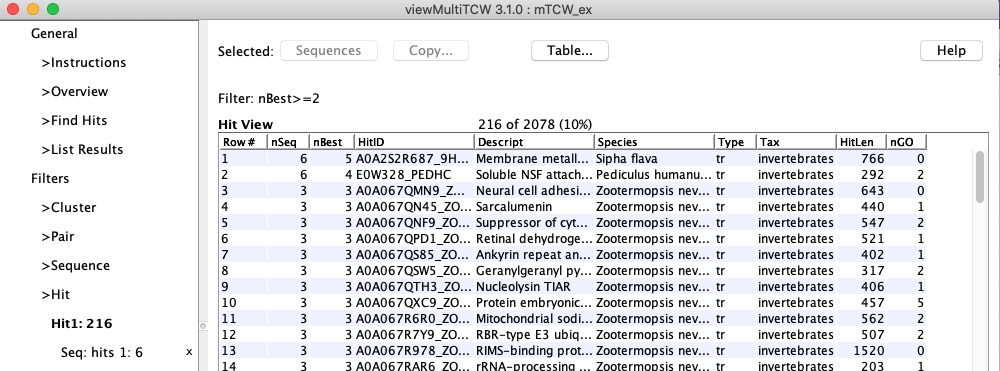 viewMultiTCW 3.1.0 : mTCW_ex
General
>Instructions
>Overview
>Find Hits
>List Results
Filters
>Cluster
>Pair
>Sequence
>Hit
Hit1: 216
Seq: hits 1: 6 x
Selected: Sequences Copy... Table... Help
Filter: nBest>=2
Hit View 216 of 2078 (10%)
Row # nSeq nBest HitID Descript Species Type Tax HitLen nGO
1 6 5 A0A2S2R687_9H... Membrane metall... Sipha flava tr invertebrates 766 0
2 6 4 E0W328_PEDHC Soluble NSF attach... Pediculus humanu... tr invertebrates 292 2
3 3 3 A0A067QMN9_Z... Neural cell adhesi... Zootermopsis nev... tr invertebrates 643 0
4 3 3 A0A067QN45_ZO... Sarcalumenin Zootermopsis nev... tr invertebrates 440 1
5 3 3 A0A067QNF9_ZO... Suppressor of cyt... Zootermopsis nev... tr invertebrates 547 2
6 3 3 A0A067QPD1_ZO... Retinal dehydroge... Zootermopsis nev... tr invertebrates 521 1
7 3 3 A0A067QS85_ZO... Ankyrin repeat an... Zootermopsis nev... tr invertebrates 402 1
8 3 3 A0A067QSW5_ZO... Geranylgeranyl py... Zootermopsis nev... tr invertebrates 317 2
9 3 3 A0A067QTH3_ZO... Nucleolysin TIAR Zootermopsis nev... tr invertebrates 406 1
10 3 3 A0A067QXC9_ZO... Protein embryonic... Zootermopsis nev... tr invertebrates 457 5
11 3 3 A0A067R6R0_ZO... Mitochondrial sodi... Zootermopsis nev... tr invertebrates 562 2
12 3 3 A0A067R7Y9_ZO... RBR-type E3 ubiq... Zootermopsis nev... tr invertebrates 507 2
13 3 3 A0A067R978_ZO... RIMS-binding prot... Zootermopsis nev... tr invertebrates 1520 0
14 3 3 A0A067RAR6_ZO... rRNA-processing ... Zootermopsis nev... tr invertebrates 203 1